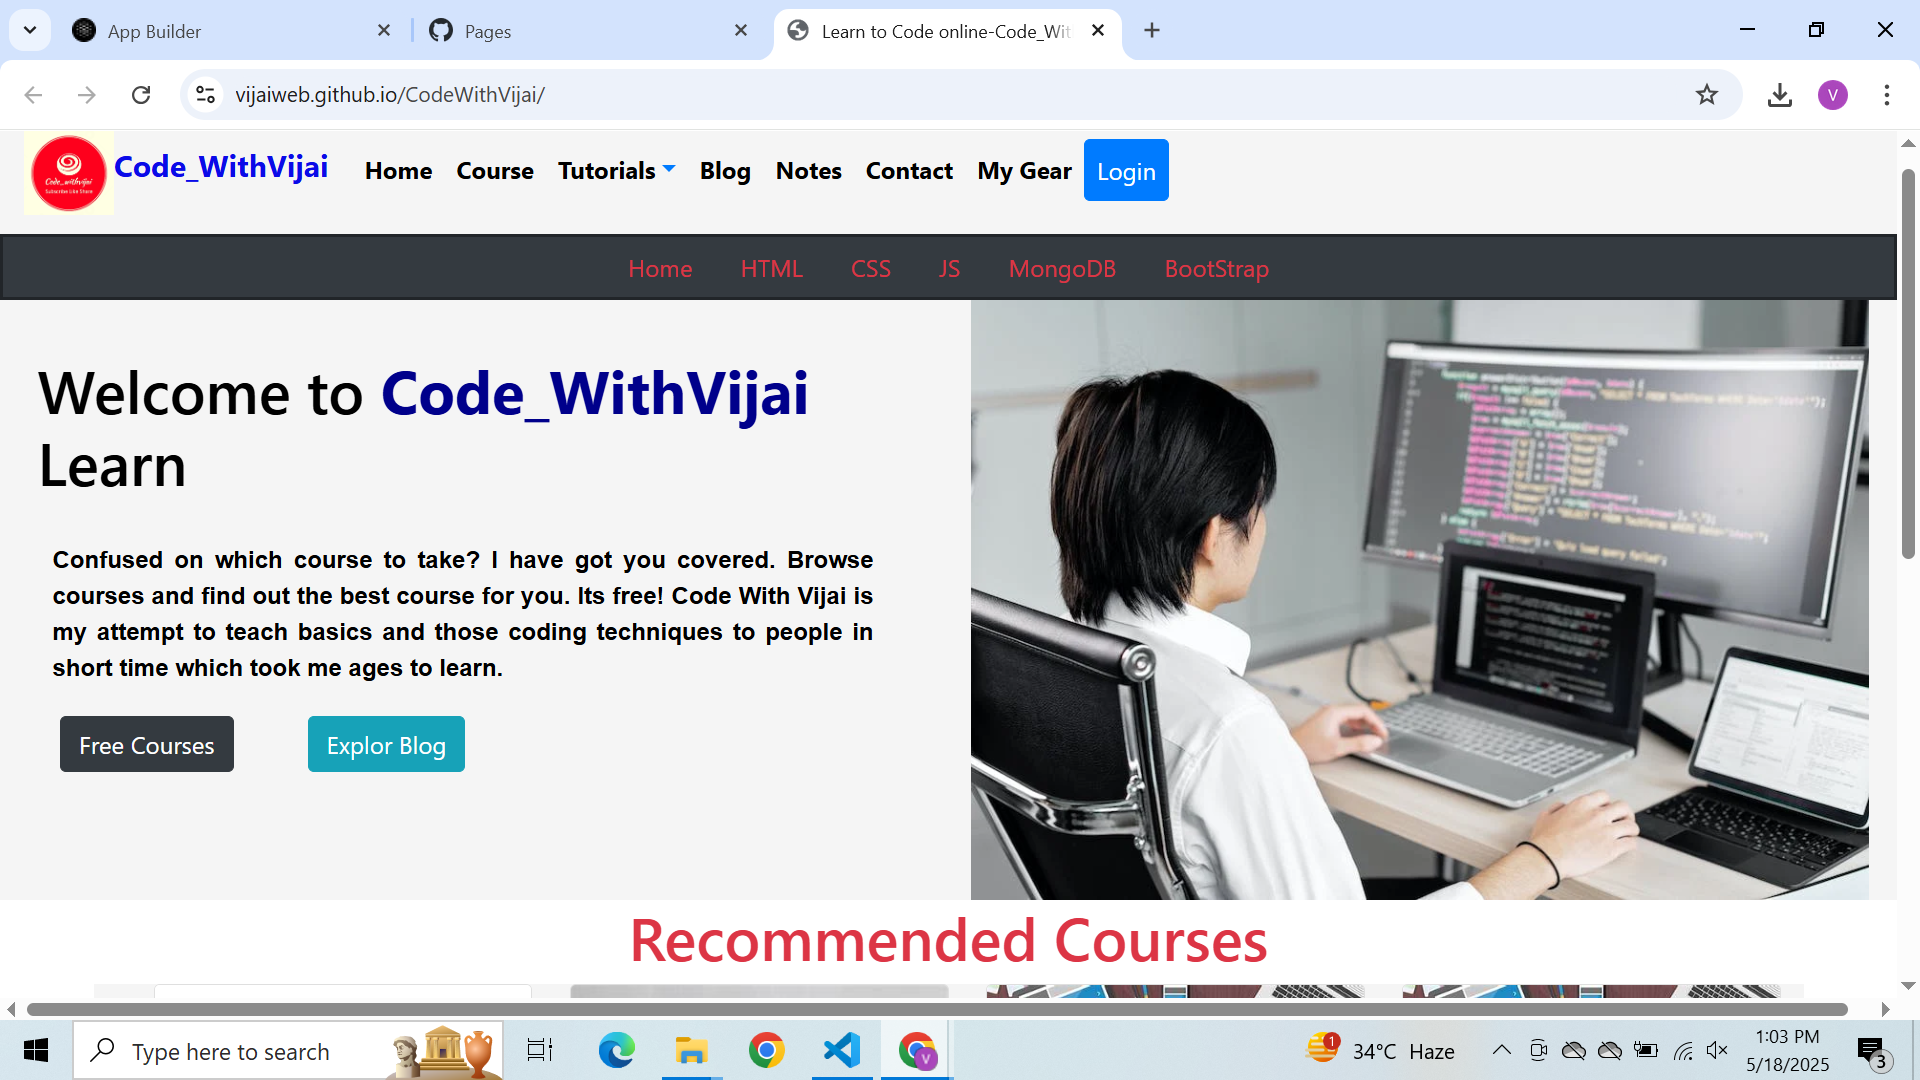 App Builder
Pages
Learn to Code online-Code_Wit
vijaiweb.github.io/CodeWithVijai/
V
Code_withvijai
Subscribe Like Share
Code_WithVijai
Home
Course
Tutorials
Blog
Notes
Contact
My Gear
Login
Home
HTML
CSS
JS
MongoDB
BootStrap
Welcome to Code_WithVijai
Learn
Confused on which course to take? I have got you covered. Browse
courses and find out the best course for you. Its free! Code With Vijai is
my attempt to teach basics and those coding techniques to people in
short time which took me ages to learn.
Free Courses
Explor Blog
Recommended Courses
Type here to search
V
1
34°C Haze
1:03 PM
5/18/2025
3